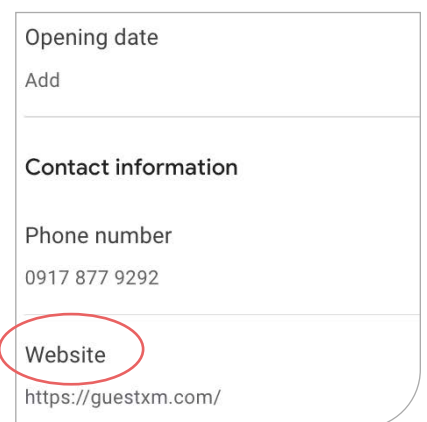 Opening date
Add
Contact information
Phone number
0917 877 9292
Website
https://guestxm.com/